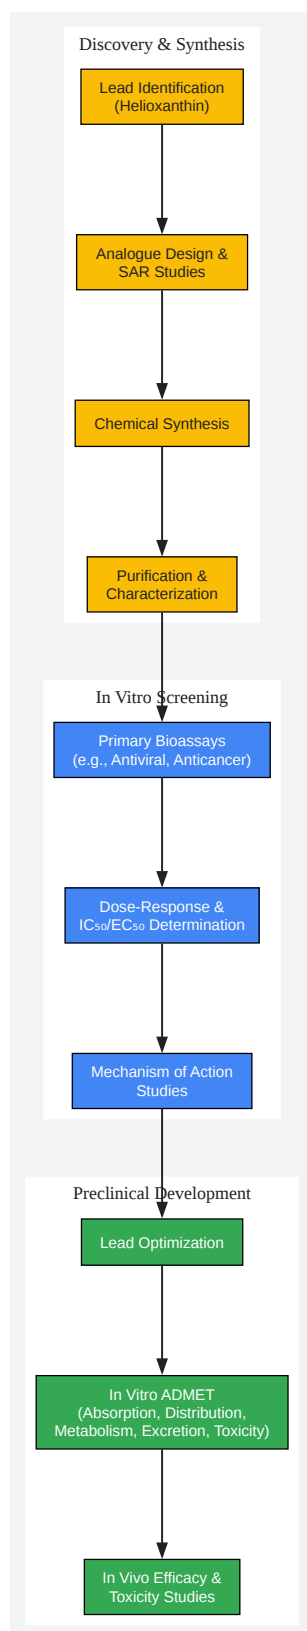 Discovery & Synthesis
Lead Identification
(Helioxanthin)
Analogue Design &
SAR Studies
Chemical Synthesis
Purification &
Characterization
In Vitro Screening
Primary Bioassays
(e.g., Antiviral, Anticancer)
Dose-Response &
IC₅₀/EC₅₀ Determination
Mechanism of Action
Studies
Preclinical Development
Lead Optimization
In Vitro ADMET
(Absorption, Distribution,
Metabolism, Excretion, Toxicity)
In Vivo Efficacy &
Toxicity Studies